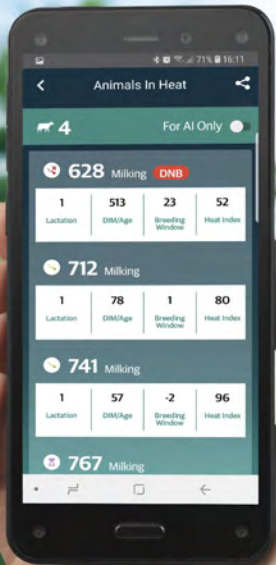 71% 16:11
Animals In Heat
4 For AI Only
628 Milking DNB
1 513 23 52
Lactation DIM/Age Breeding Window Heat Index
712 Milking
1 78 1 80
Lactation DIM/Age Breeding Window Heat Index
741 Milking
1 57 -2 96
Lactation DIM/Age Breeding Window Heat Index
767 Milking